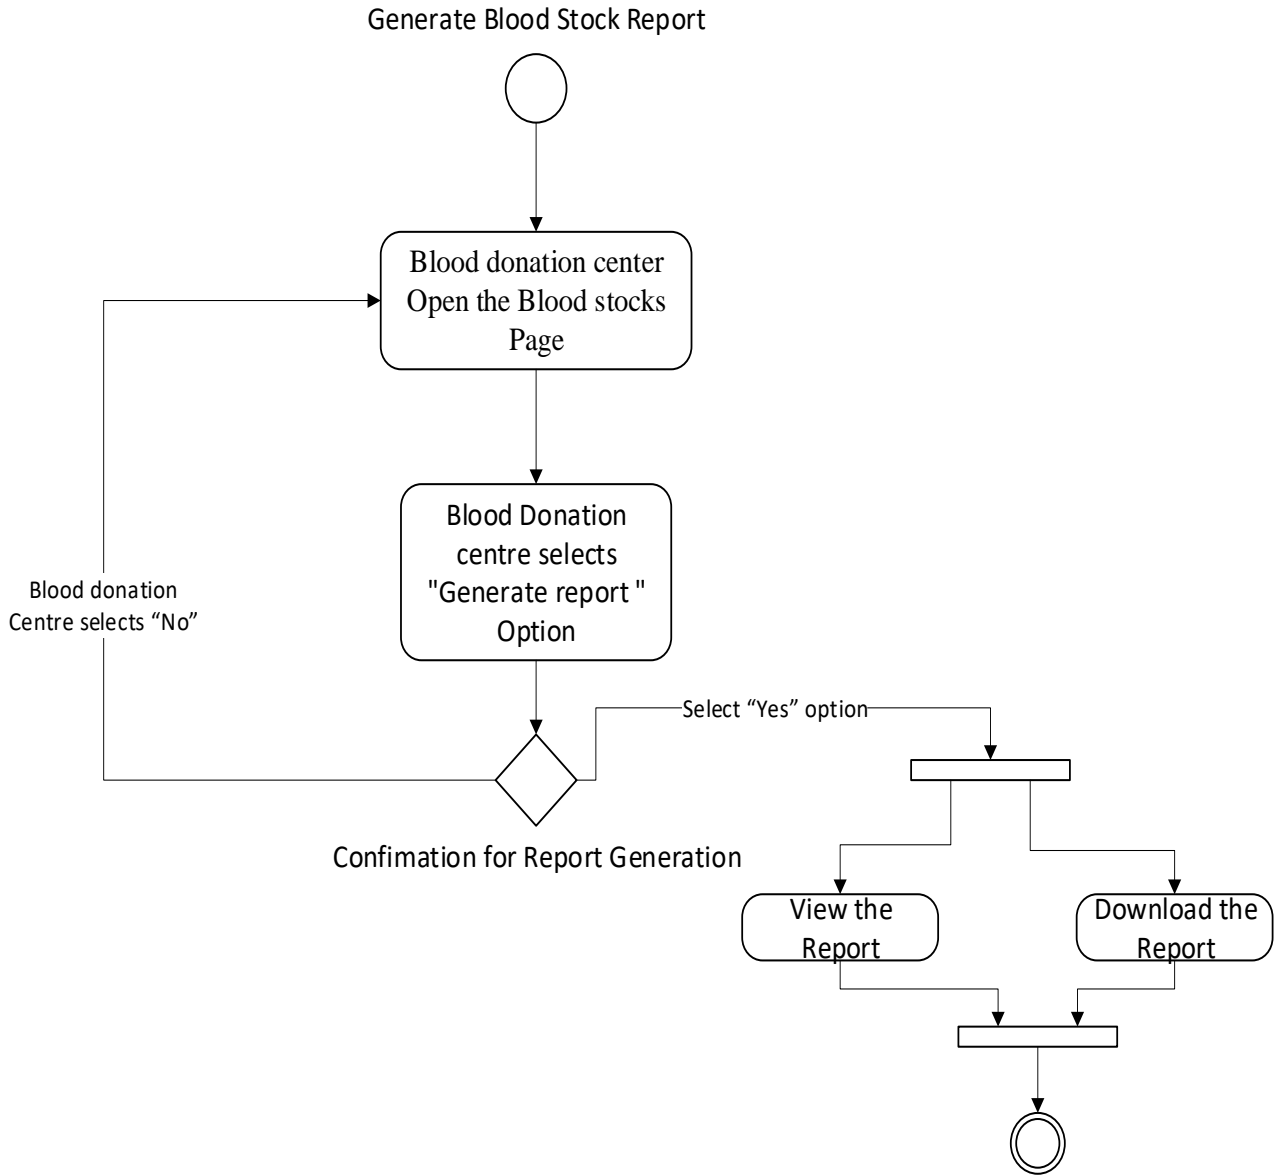 Generate Blood Stock Report
Blood donation center
Open the Blood stocks
Page
Blood Donation
centre selects
"Generate report "
Option
Blood donation
Centre selects “No”
Select “Yes” option
Confimation for Report Generation
View the
Report
Download the
Report